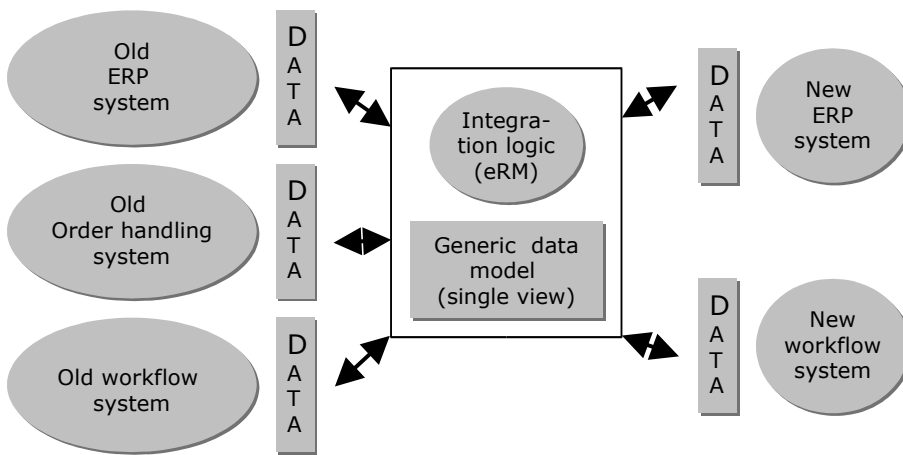 Old
ERP
system
D
A
T
A
Old
Order handling
system
D
A
T
A
Old workflow
system
D
A
T
A
Integra-
tion logic
(eRM)
Generic data
model
(single view)
D
A
T
A
New
ERP
system
D
A
T
A
New
workflow
system